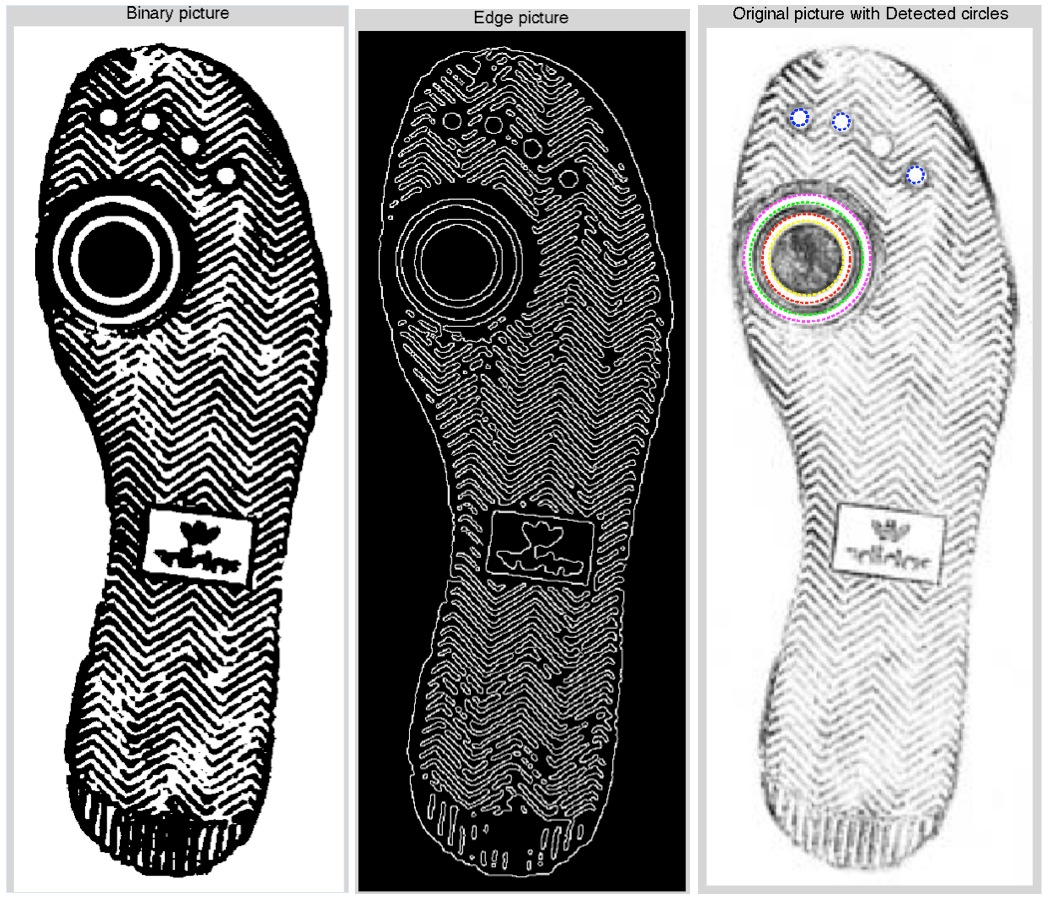 Binary picture
Edge picture
Original picture with Detected circles